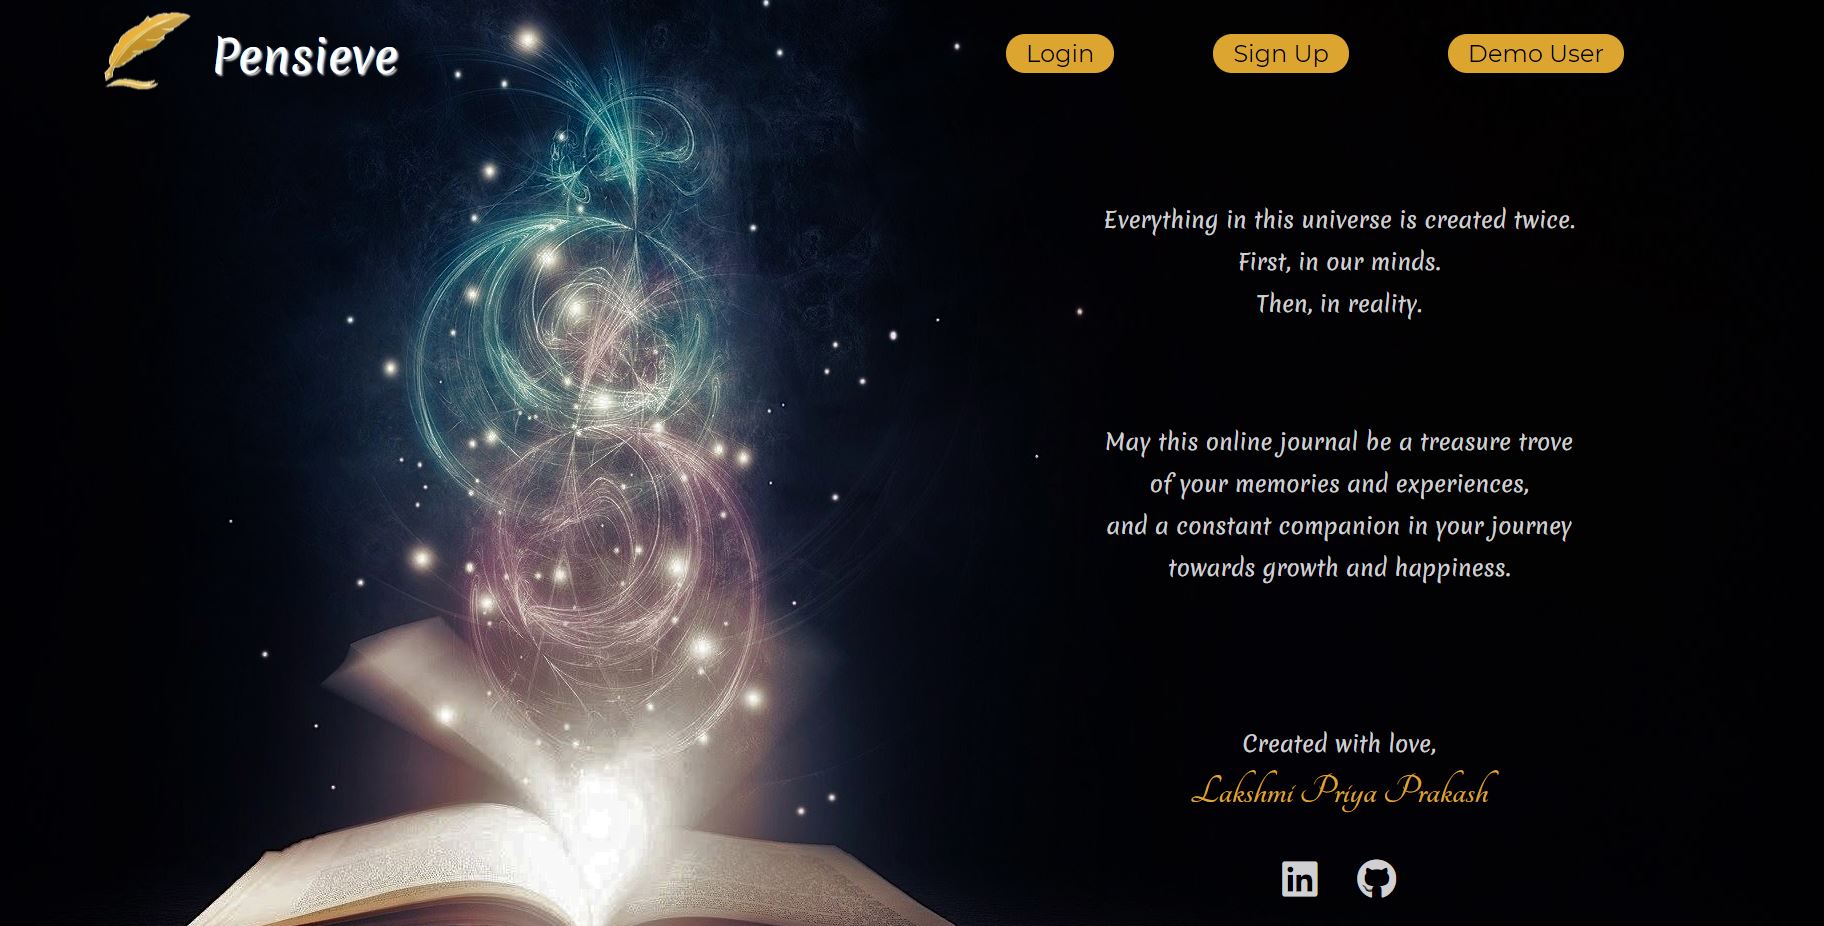 Pensieve
Login
Sign Up
Demo User
Everything in this universe is created twice.
First, in our minds.
Then, in reality.
May this online journal be a treasure trove
of your memories and experiences,
and a constant companion in your journey
towards growth and happiness.
Created with love,
Lakshmi Priya Prakash
in